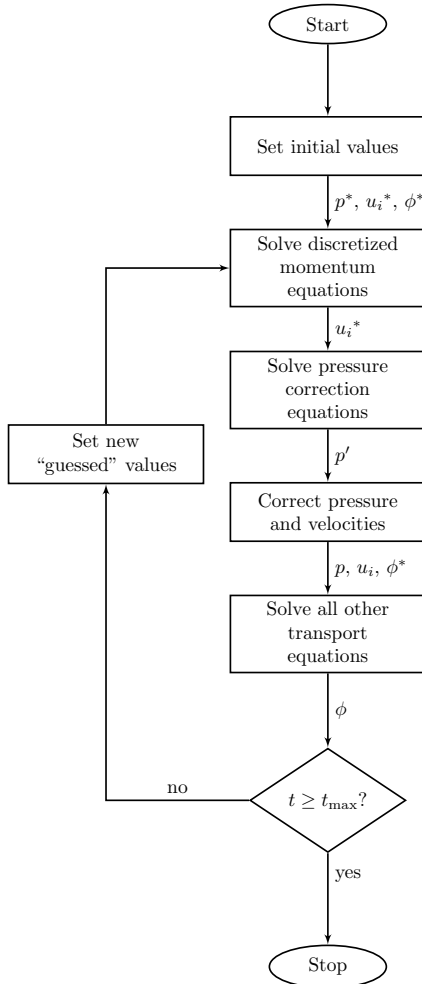 Start
Set initial values
p*, u_i*, ϕ*
Solve discretized
momentum
equations
u_i*
Solve pressure
correction
equations
Set new
“guessed” values
p′
Correct pressure
and velocities
p, u_i, ϕ*
Solve all other
transport
equations
ϕ
no
t ≥ t_max?
yes
Stop